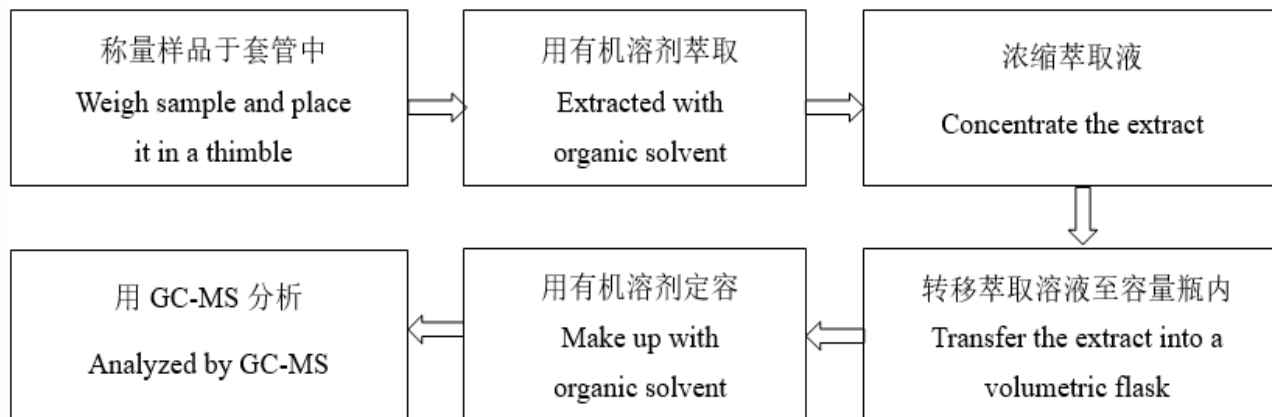 称量样品于套管中
Weigh sample and place
it in a thimble
用有机溶剂萃取
Extracted with
organic solvent
浓缩萃取液
Concentrate the extract
转移萃取溶液至容量瓶内
Transfer the extract into a
volumetric flask
用有机溶剂定容
Make up with
organic solvent
用 GC-MS 分析
Analyzed by GC-MS